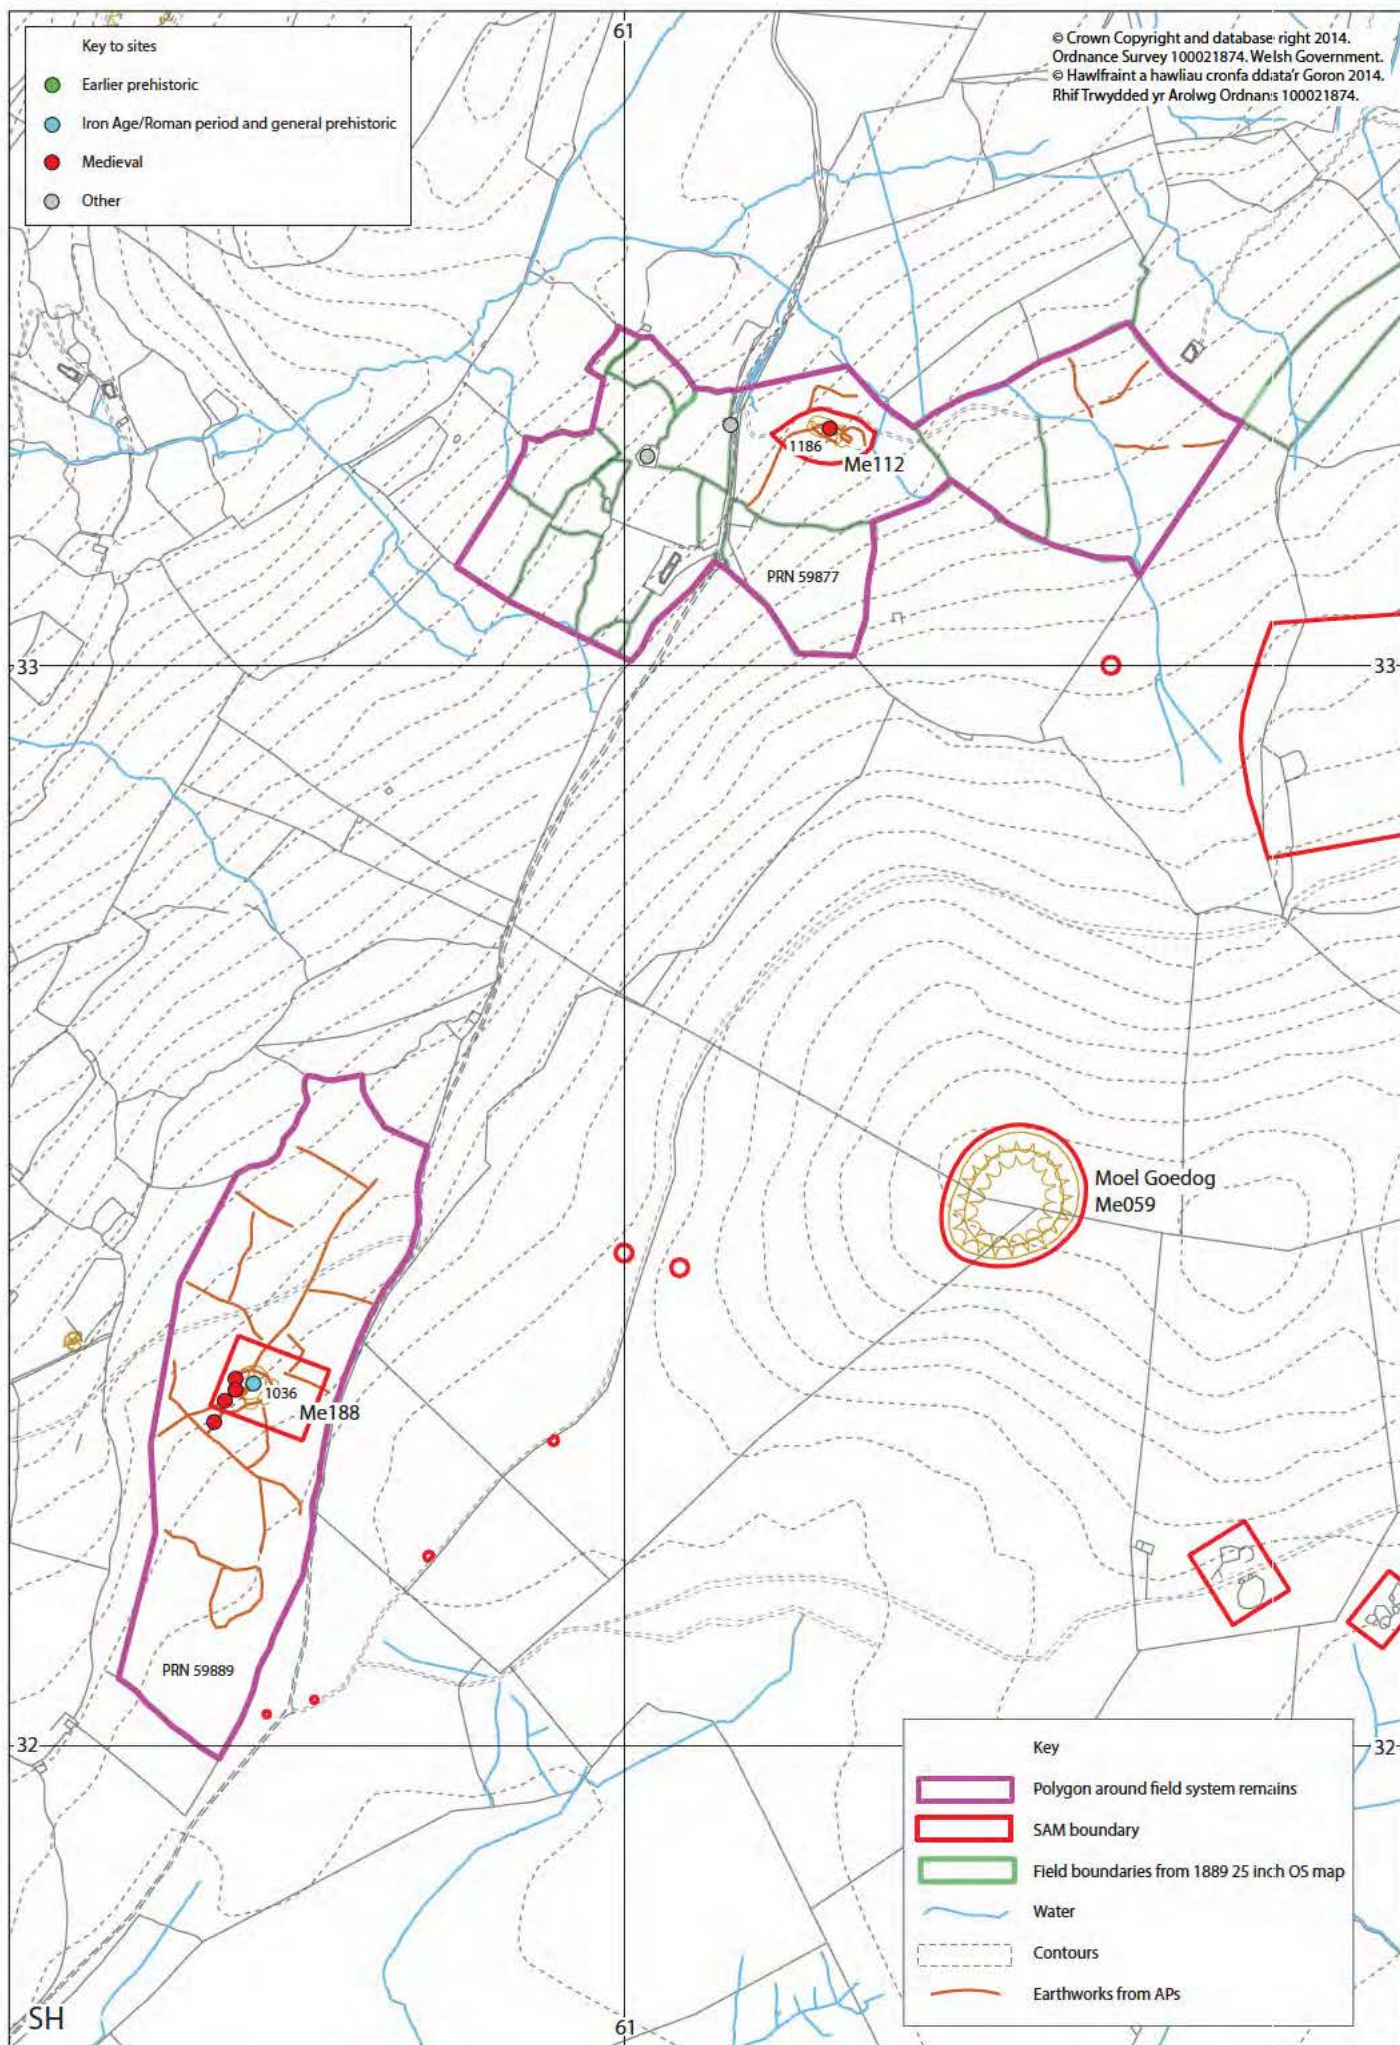 61
Key to sites
Earlier prehistoric
Iron Age/Roman period and general prehistoric
Medieval
Other
© Crown Copyright and database right 2014.
Ordnance Survey 100021874. Welsh Government.
© Hawlfraint a hawliau cronfa ddata'r Goron 2014.
Rhif Trwydded yr Arolwg Ordnans 100021874.
1186
Me112
PRN 59877
33
33
Moel Goedog
Me059
1036
Me188
PRN 59889
32
32
Key
Polygon around field system remains
SAM boundary
Field boundaries from 1889 25 inch OS map
Water
Contours
Earthworks from APs
SH
61